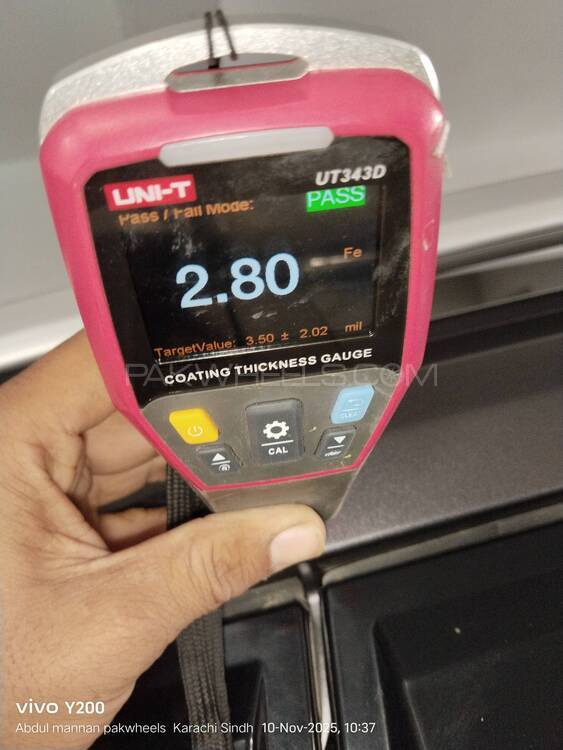 UNI-T
UT343D
Pass / Fail Mode:
PASS
2.80
Fe
TargetValue: 3.50 ± 2.02 mil
COATING THICKNESS GAUGE
PAKWHEELS.COM
CAL
vivo Y200
Abdul mannan pakwheels Karachi Sindh 10-Nov-2025, 10:37